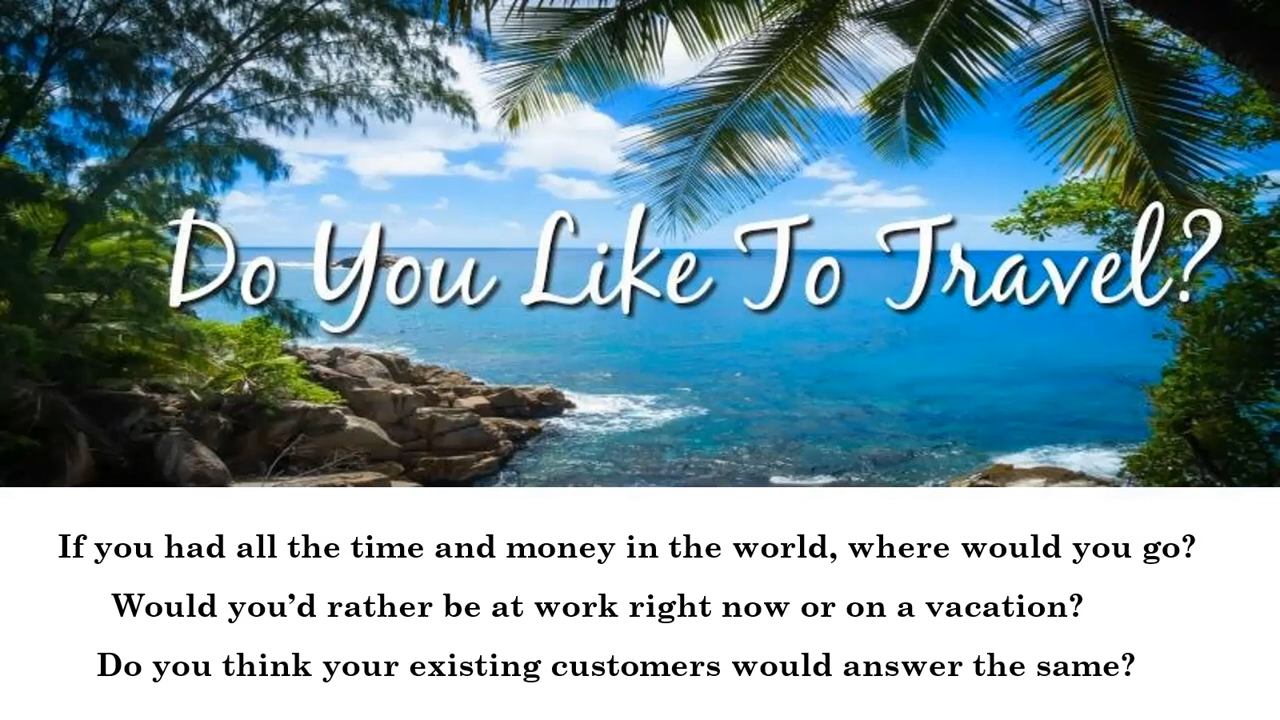 Do You Like To Travel?
If you had all the time and money in the world, where would you go?
Would you’d rather be at work right now or on a vacation?
Do you think your existing customers would answer the same?